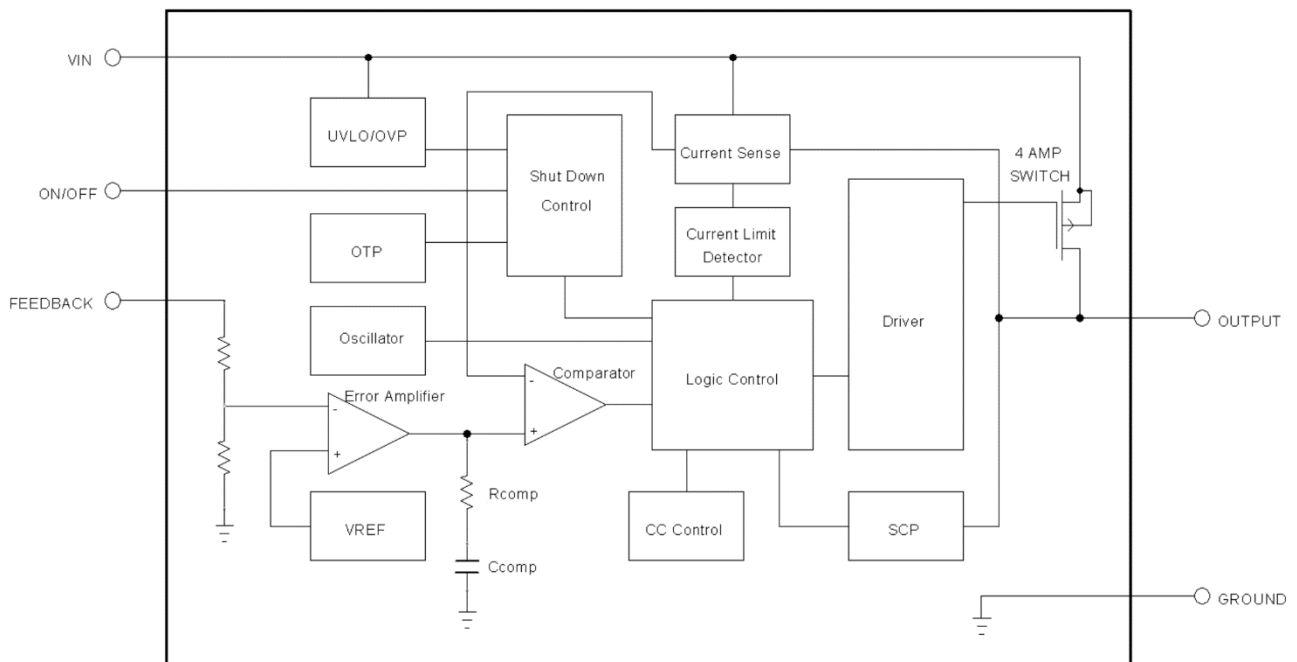 VIN
UVLO/OVP
Current Sense
4 AMP
SWITCH
ON/OFF
Shut Down
Control
OTP
Current Limit
Detector
FEEDBACK
Oscillator
Driver
OUTPUT
Comparator
Logic Control
Error Amplifier
-
+
-
+
Rcomp
VREF
CC Control
SCP
Ccomp
GROUND